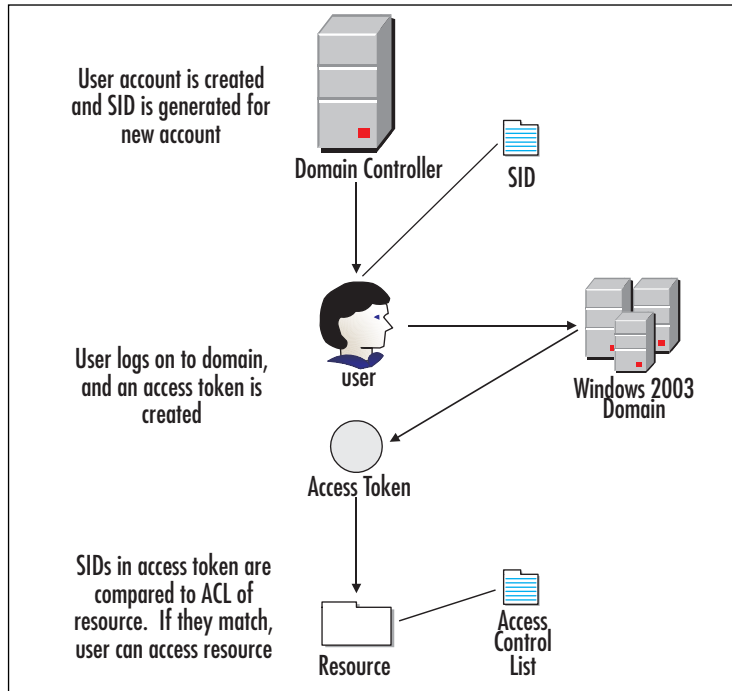 User account is created
and SID is generated for
new account
Domain Controller
SID
user
User logs on to domain,
and an access token is
created
Windows 2003
Domain
Access Token
SIDs in access token are
compared to ACL of
resource. If they match,
user can access resource
Resource
Access
Control
List